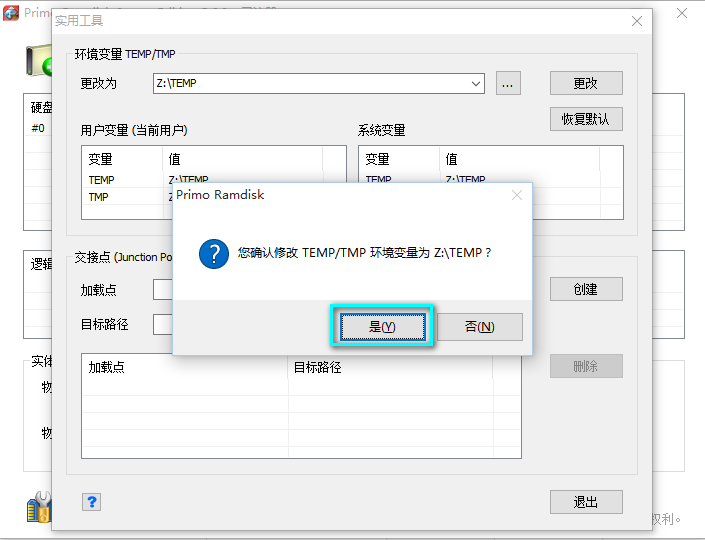 Primo
实用工具
环境变量 TEMP/TMP
更改为
Z:\TEMP
...
更改
恢复默认
硬盘
#0
用户变量 (当前用户)
系统变量
变量
值
变量
值
TEMP
Z:\TEMP
TEMP
Z:\TEMP
TMP
Primo Ramdisk
您确认修改 TEMP/TMP 环境变量为 Z:\TEMP ?
是(Y)
否(N)
逻辑
交接点 (Junction Po
加载点
创建
目标路径
实体
加载点
目标路径
删除
物
物
?
退出
权利。